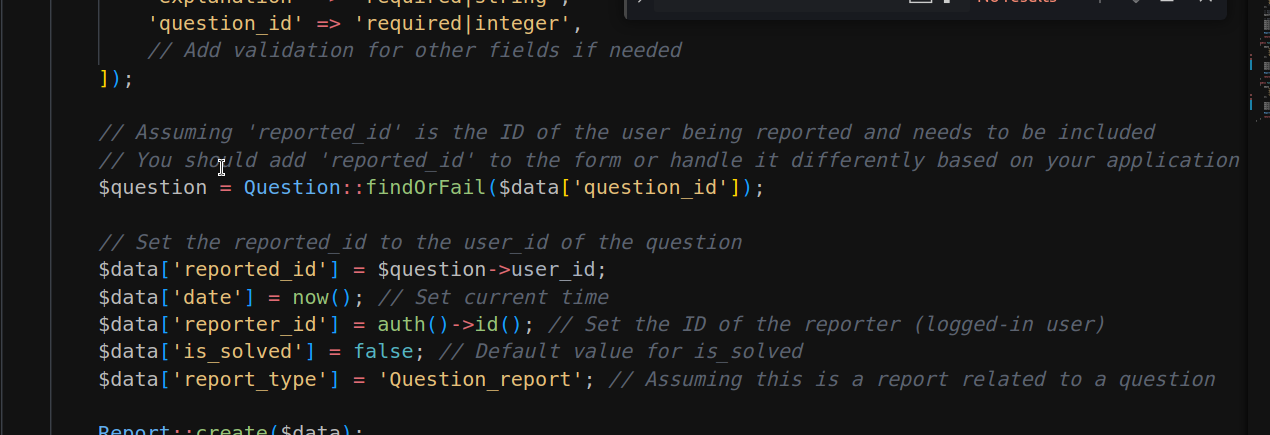 'explanation' => 'required|string',
'question_id' => 'required|integer',
// Add validation for other fields if needed
]);
// Assuming 'reported_id' is the ID of the user being reported and needs to be included
// You should add 'reported_id' to the form or handle it differently based on your application
$question = Question::findOrFail($data['question_id']);
// Set the reported_id to the user_id of the question
$data['reported_id'] = $question->user_id;
$data['date'] = now(); // Set current time
$data['reporter_id'] = auth()->id(); // Set the ID of the reporter (logged-in user)
$data['is_solved'] = false; // Default value for is_solved
$data['report_type'] = 'Question_report'; // Assuming this is a report related to a question
Report::create($data);
No results